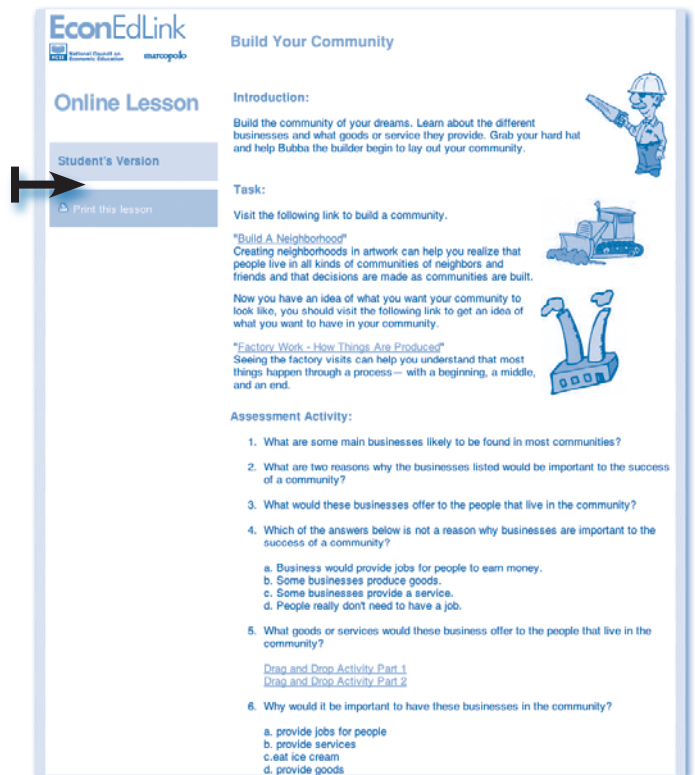 EconEdLink
NCEE National Council on
Economic Education
marcopolo
Online Lesson
Student's Version
Print this lesson
Build Your Community
Introduction:
Build the community of your dreams. Learn about the different
businesses and what goods or service they provide. Grab your hard hat
and help Bubba the builder begin to lay out your community.
Task:
Visit the following link to build a community.
"Build A Neighborhood"
Creating neighborhoods in artwork can help you realize that
people live in all kinds of communities of neighbors and
friends and that decisions are made as communities are built.
Now you have an idea of what you want your community to
look like, you should visit the following link to get an idea of
what you want to have in your community.
"Factory Work - How Things Are Produced"
Seeing the factory visits can help you understand that most
things happen through a process— with a beginning, a middle,
and an end.
Assessment Activity:
1. What are some main businesses likely to be found in most communities?
2. What are two reasons why the businesses listed would be important to the success
of a community?
3. What would these businesses offer to the people that live in the community?
4. Which of the answers below is not a reason why businesses are important to the
success of a community?
a. Business would provide jobs for people to earn money.
b. Some businesses produce goods.
c. Some businesses provide a service.
d. People really don't need to have a job.
5. What goods or services would these business offer to the people that live in the
community?
Drag and Drop Activity Part 1
Drag and Drop Activity Part 2
6. Why would it be important to have these businesses in the community?
a. provide jobs for people
b. provide services
c.eat ice cream
d. provide goods